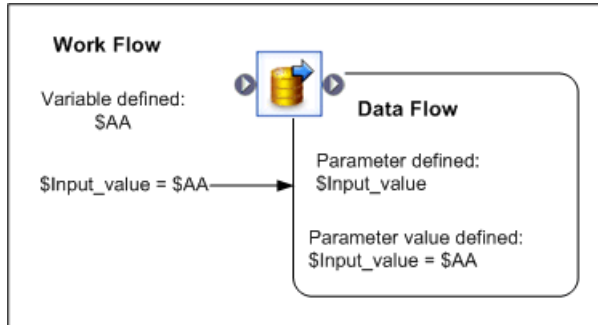 Work Flow
Variable defined:
$AA
$Input_value = $AA
Data Flow
Parameter defined:
$Input_value
Parameter value defined:
$Input_value = $AA